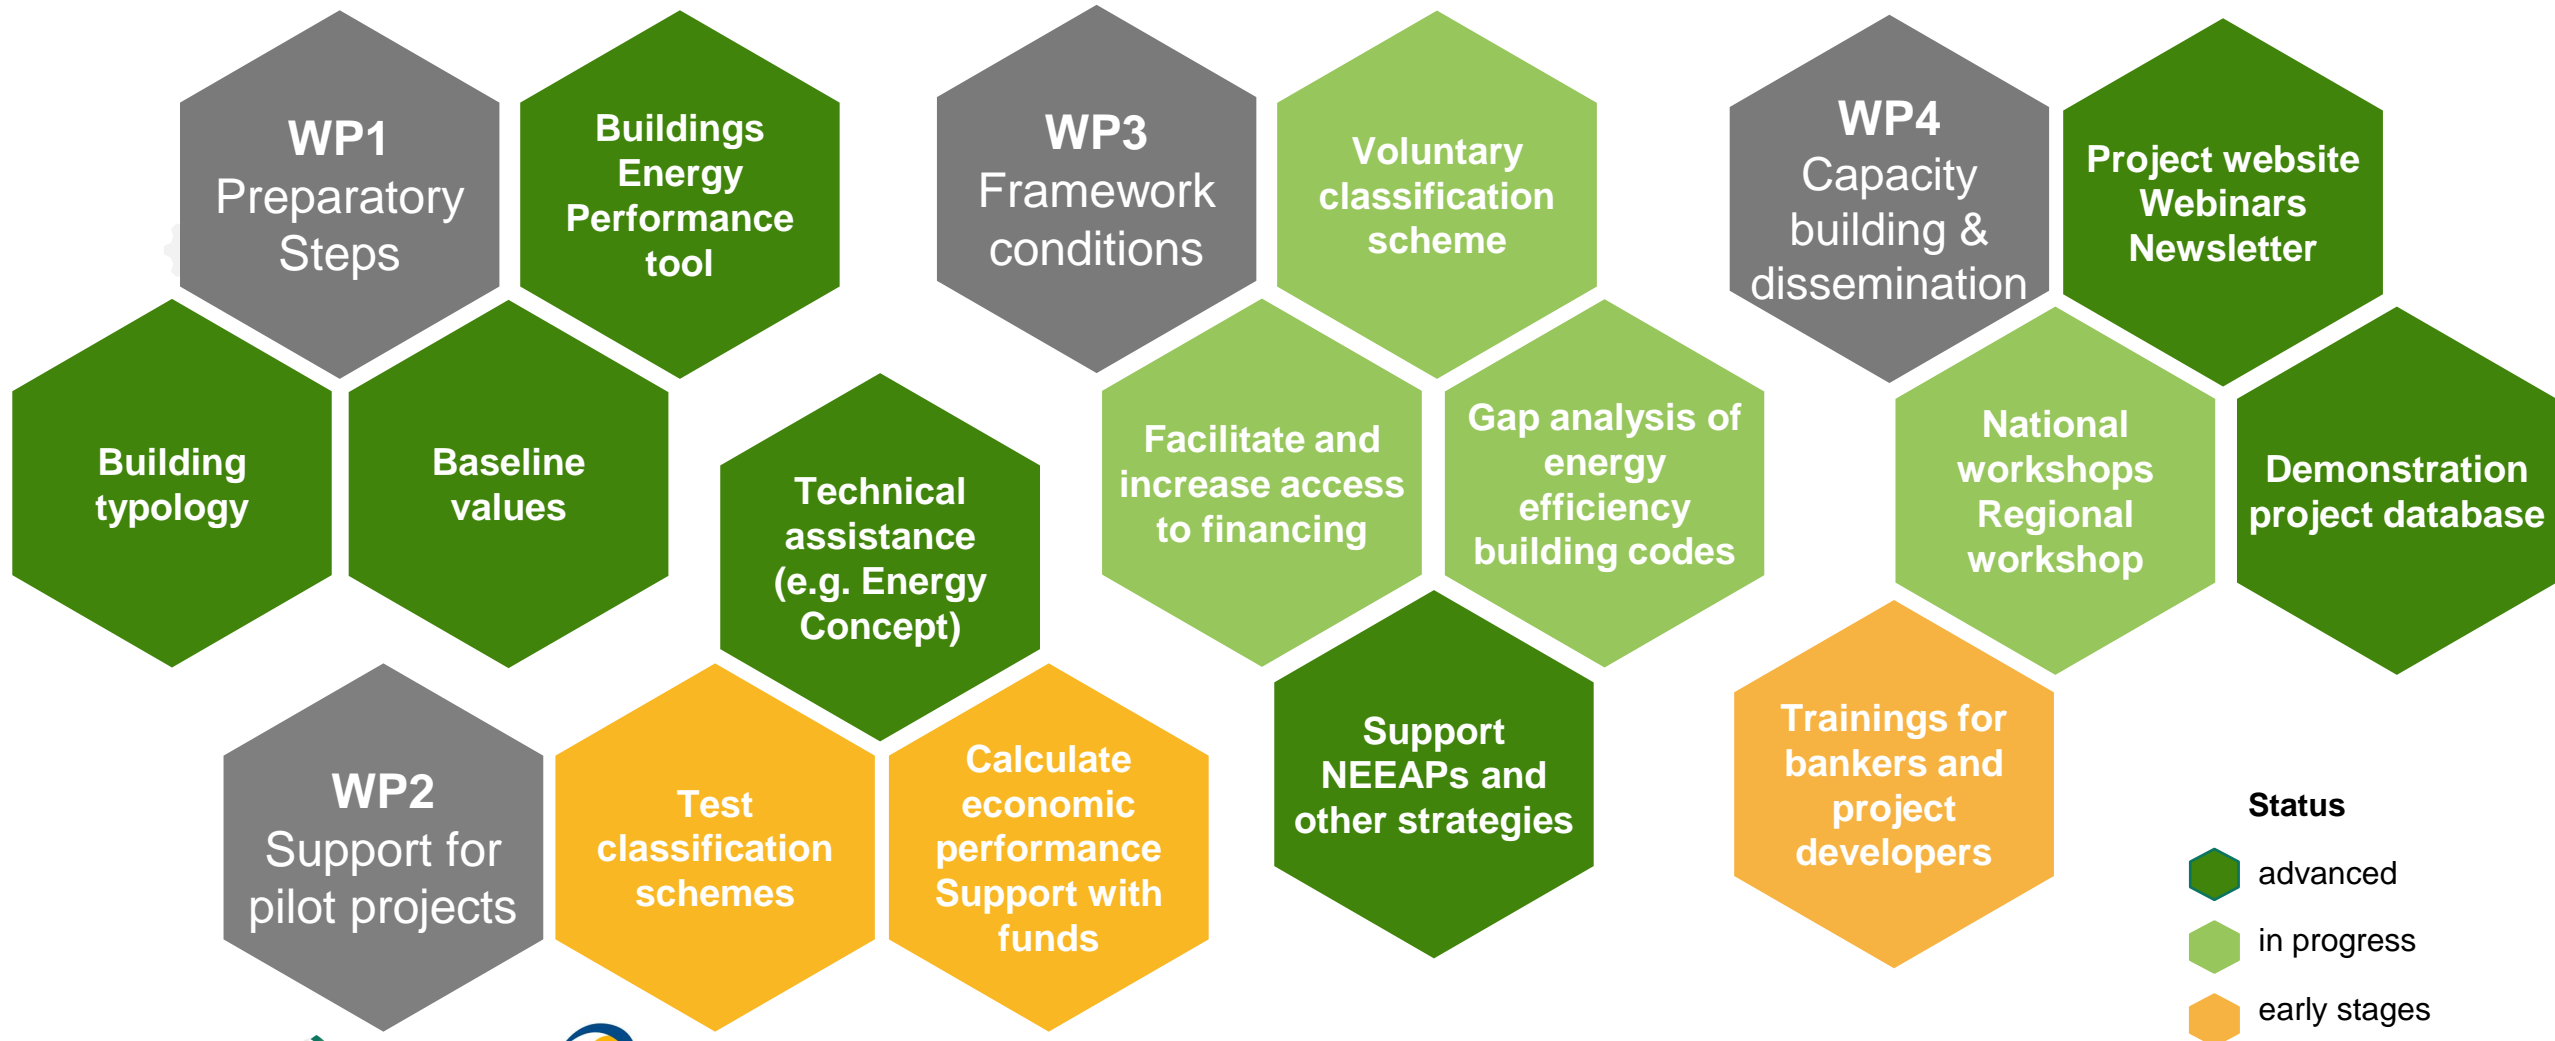 WP1
Preparatory
Steps
Buildings
Energy
Performance
tool
Building
typology
Baseline
values
WP2
Support for
pilot projects
Technical
assistance
(e.g. Energy
Concept)
Test
classification
schemes
Calculate
economic
performance
Support with
funds
WP3
Framework
conditions
Voluntary
classification
scheme
Facilitate and
increase access
to financing
Gap analysis of
energy
efficiency
building codes
Support
NEEAPs and
other strategies
WP4
Capacity
building &
dissemination
Project website
Webinars
Newsletter
National
workshops
Regional
workshop
Demonstration
project database
Trainings for
bankers and
project
developers
Status
advanced
in progress
early stages